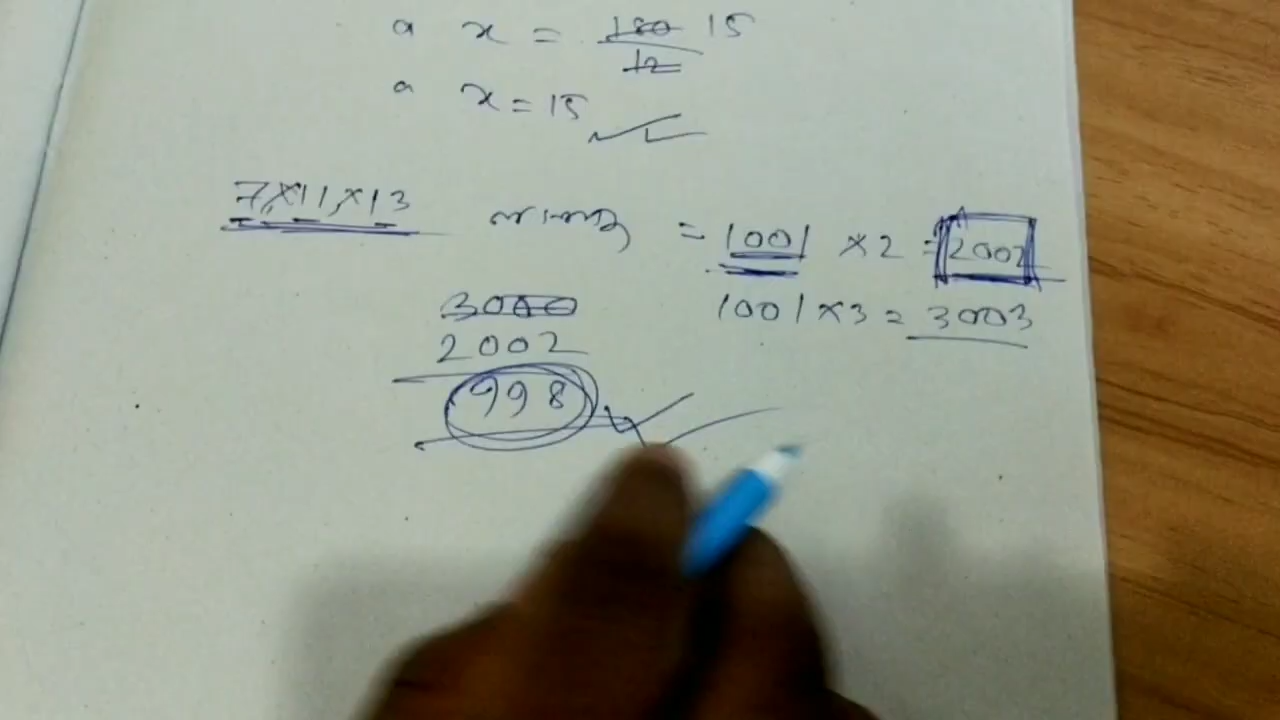 a x = 180/12 15
a x = 15
7, × 11, × 13 = 1001 × 2 = 2002
1001 × 3 = 3003
3000
2002
998